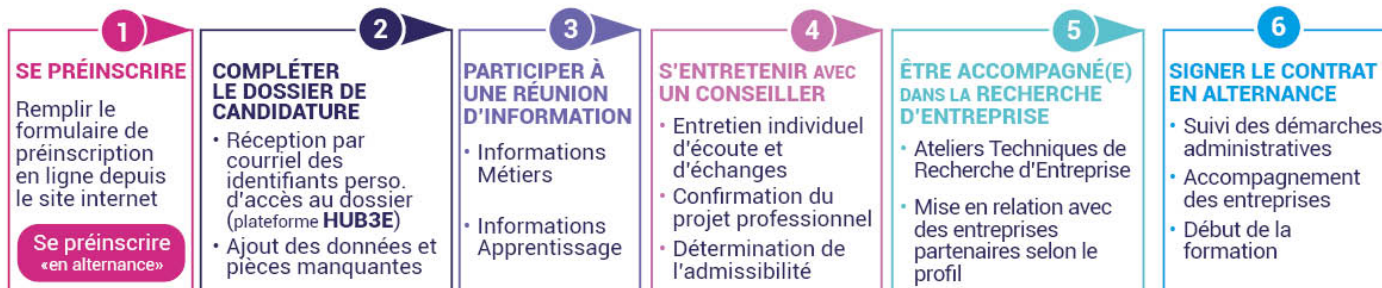 1
SE PRÉINSCRIRE
Remplir le
formulaire de
préinscription
en ligne depuis
le site internet
Se préinscrire
«en alternance»
2
COMPLÉTER
LE DOSSIER DE
CANDIDATURE
• Réception par
courriel des
identifiants perso.
d'accès au dossier
(plateforme HUB3E)
• Ajout des données et
pièces manquantes
3
PARTICIPER À
UNE RÉUNION
D'INFORMATION
• Informations
Métiers
• Informations
Apprentissage
4
S'ENTRETENIR AVEC
UN CONSEILLER
• Entretien individuel
d'écoute et
d'échanges
• Confirmation du
projet professionnel
• Détermination de
l'admissibilité
5
ÊTRE ACCOMPAGNÉ(E)
DANS LA RECHERCHE
D'ENTREPRISE
• Ateliers Techniques de
Recherche d'Entreprise
• Mise en relation avec
des entreprises
partenaires selon le
profil
6
SIGNER LE CONTRAT
EN ALTERNANCE
• Suivi des démarches
administratives
• Accompagnement
des entreprises
• Début de la
formation